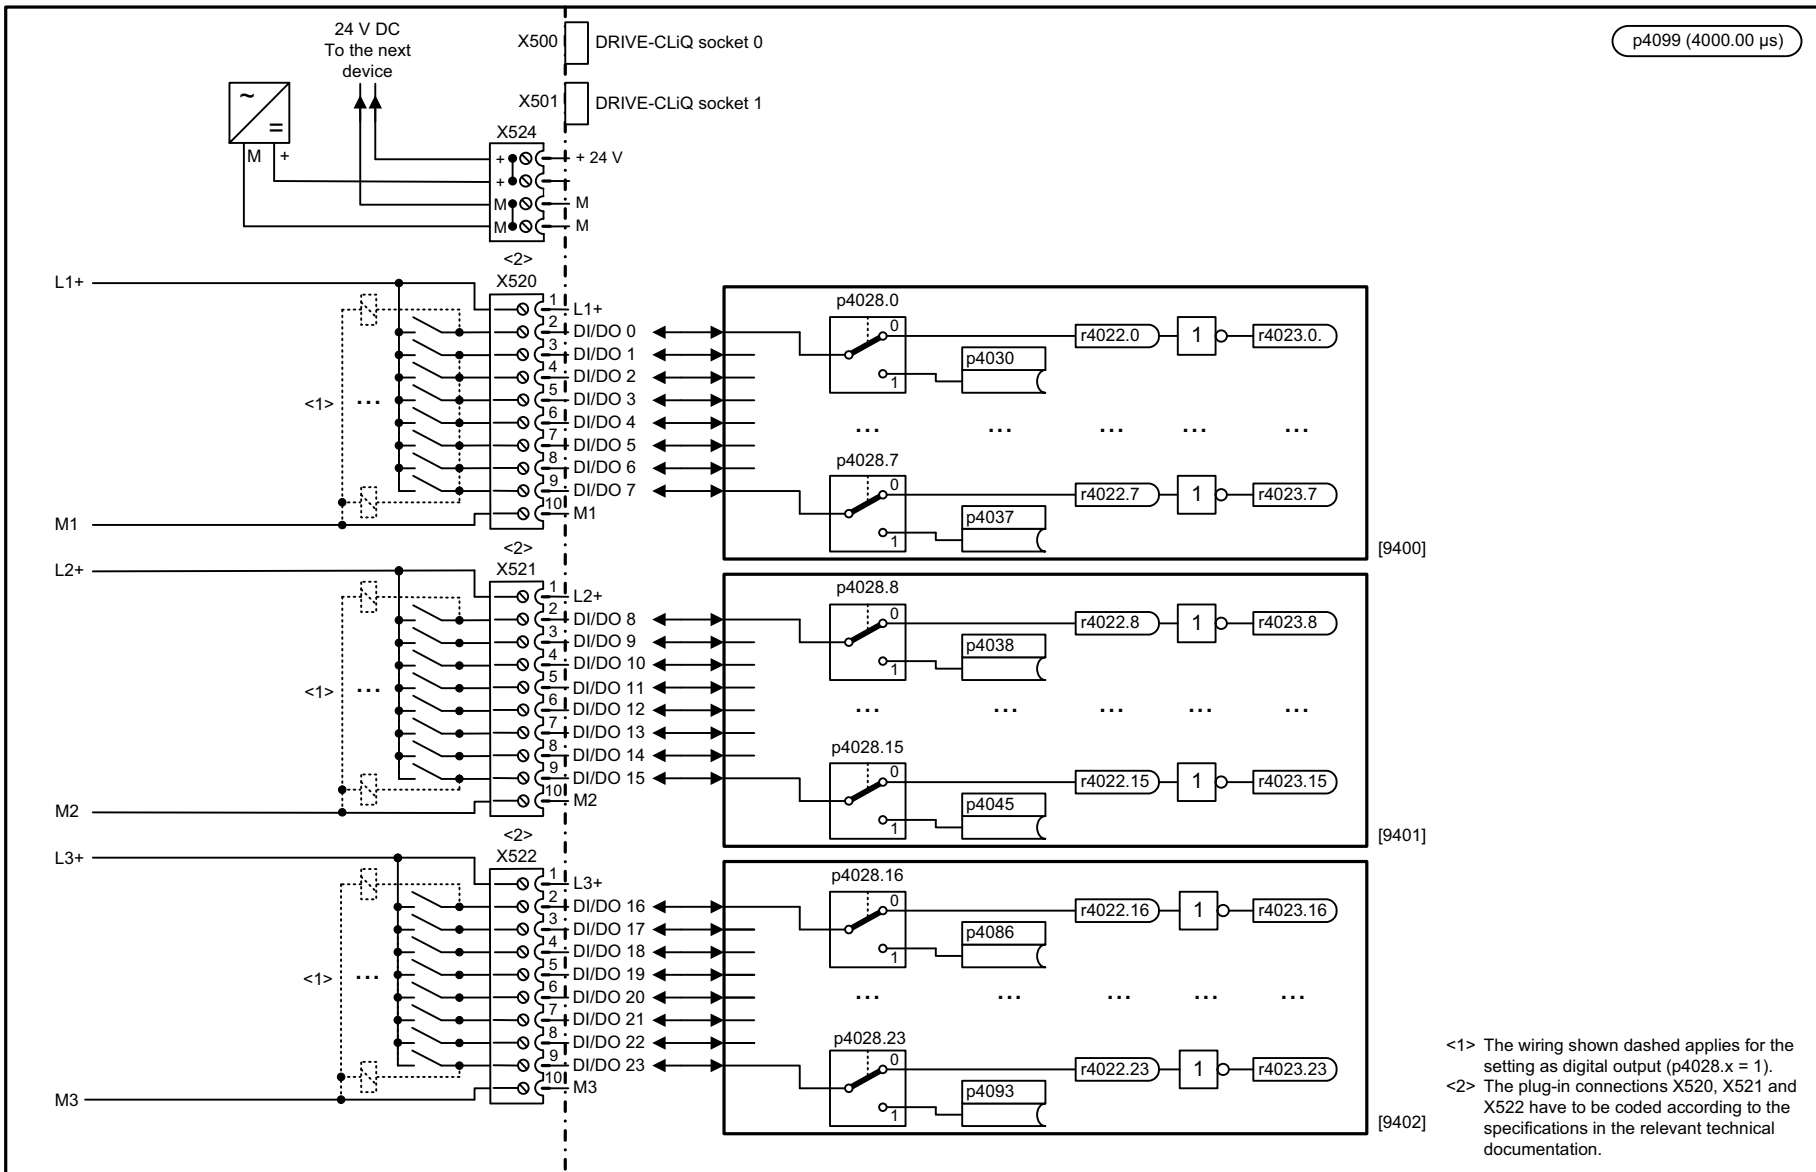 24 V DC
To the next
device
X500
DRIVE-CLiQ socket 0
p4099 (4000.00 µs)
X501
DRIVE-CLiQ socket 1
~
=
M +
X524
+ + 24 V
+
M M
M M
<2>
X520
L1+
1 L1+
2 DI/DO 0
3 DI/DO 1
4 DI/DO 2
5 DI/DO 3
6 DI/DO 4
7 DI/DO 5
8 DI/DO 6
9 DI/DO 7
10 M1
<1> ...
M1
p4028.0
0
1
p4030
r4022.0
1
r4023.0.
... ... ... ... ...
p4028.7
0
1
p4037
r4022.7
1
r4023.7
[9400]
<2>
X521
L2+
1 L2+
2 DI/DO 8
3 DI/DO 9
4 DI/DO 10
5 DI/DO 11
6 DI/DO 12
7 DI/DO 13
8 DI/DO 14
9 DI/DO 15
10 M2
<1> ...
M2
p4028.8
0
1
p4038
r4022.8
1
r4023.8
... ... ... ... ...
p4028.15
0
1
p4045
r4022.15
1
r4023.15
[9401]
<2>
X522
L3+
1 L3+
2 DI/DO 16
3 DI/DO 17
4 DI/DO 18
5 DI/DO 19
6 DI/DO 20
7 DI/DO 21
8 DI/DO 22
9 DI/DO 23
10 M3
<1> ...
M3
p4028.16
0
1
p4086
r4022.16
1
r4023.16
... ... ... ... ...
p4028.23
0
1
p4093
r4022.23
1
r4023.23
[9402]
<1> The wiring shown dashed applies for the
setting as digital output (p4028.x = 1).
<2> The plug-in connections X520, X521 and
X522 have to be coded according to the
specifications in the relevant technical
documentation.